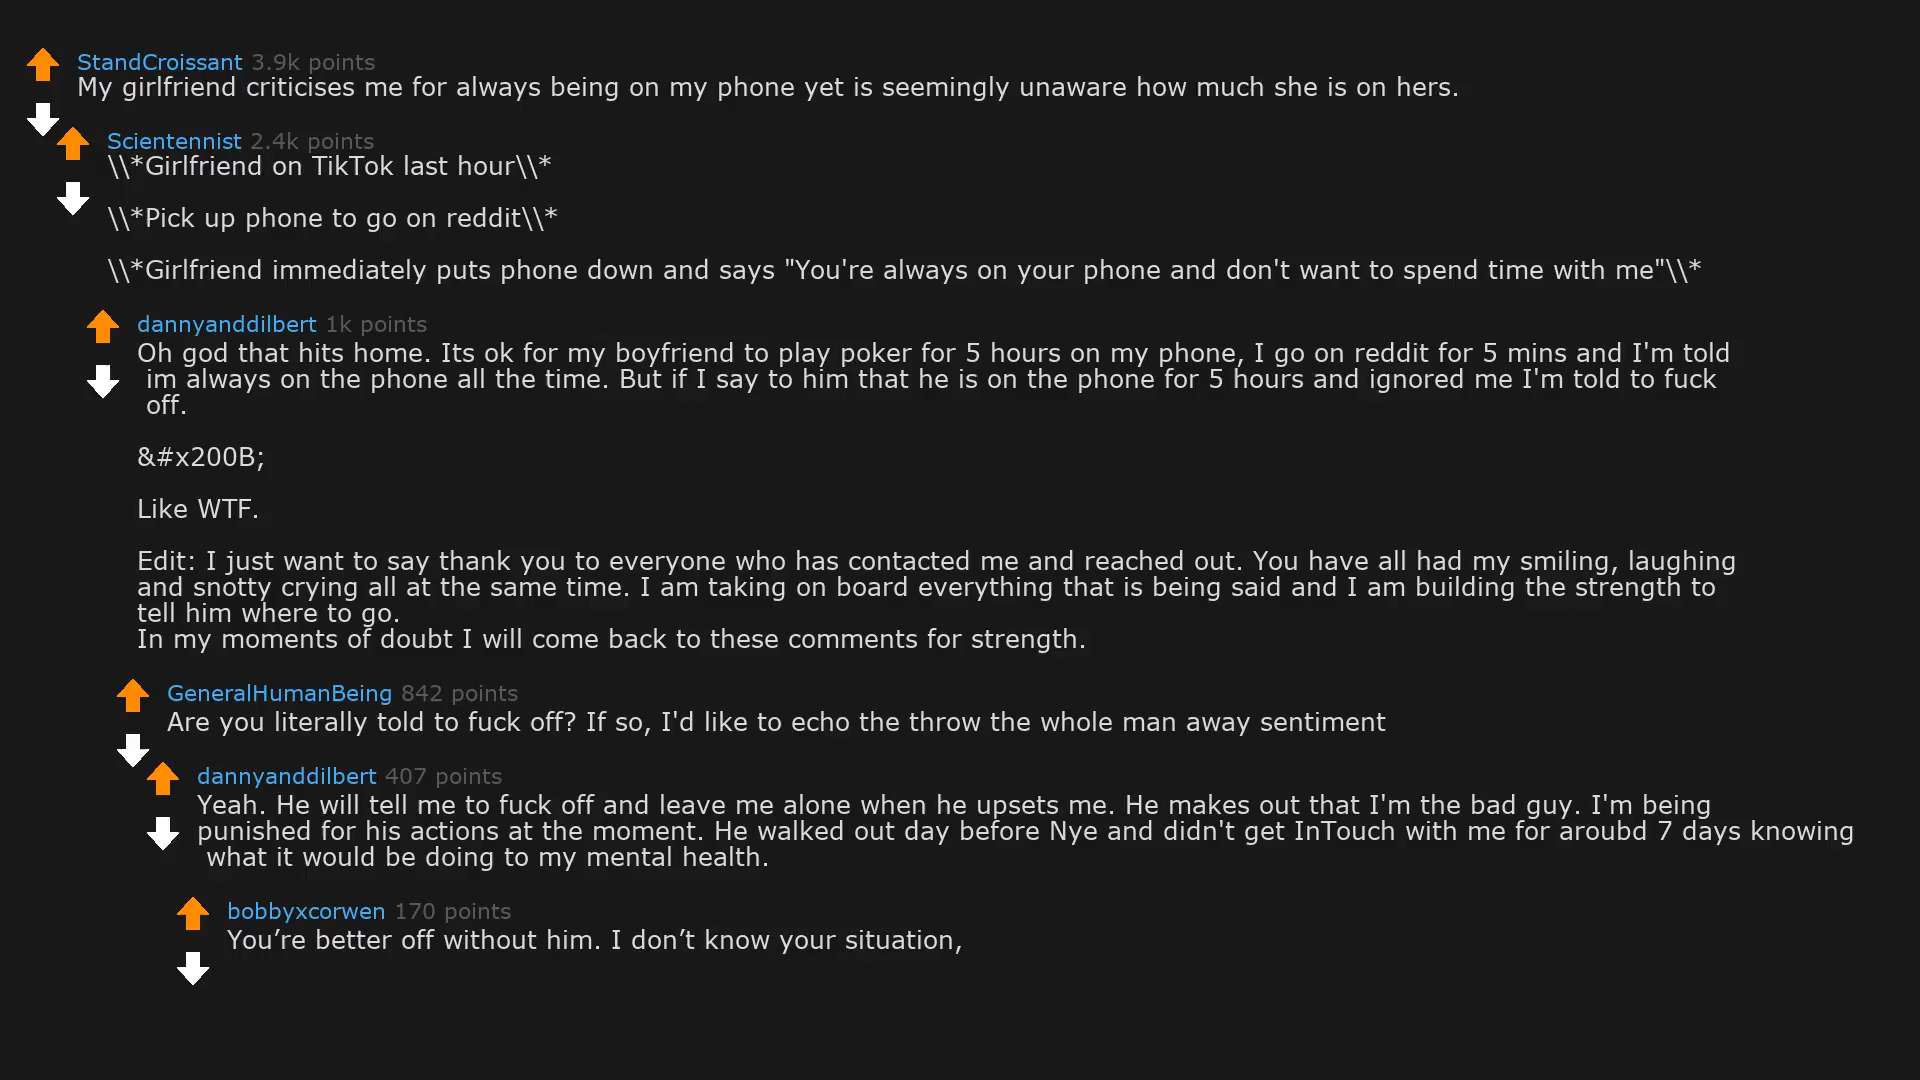 StandCroissant 3.9k points
My girlfriend criticises me for always being on my phone yet is seemingly unaware how much she is on hers.
Scientennist 2.4k points
\\*Girlfriend on TikTok last hour\\*
\\*Pick up phone to go on reddit\\*
\\*Girlfriend immediately puts phone down and says "You're always on your phone and don't want to spend time with me"\\*
dannyanddilbert 1k points
Oh god that hits home. Its ok for my boyfriend to play poker for 5 hours on my phone, I go on reddit for 5 mins and I'm told
im always on the phone all the time. But if I say to him that he is on the phone for 5 hours and ignored me I'm told to fuck
off.
&#x200B;
Like WTF.
Edit: I just want to say thank you to everyone who has contacted me and reached out. You have all had my smiling, laughing
and snotty crying all at the same time. I am taking on board everything that is being said and I am building the strength to
tell him where to go.
In my moments of doubt I will come back to these comments for strength.
GeneralHumanBeing 842 points
Are you literally told to fuck off? If so, I'd like to echo the throw the whole man away sentiment
dannyanddilbert 407 points
Yeah. He will tell me to fuck off and leave me alone when he upsets me. He makes out that I'm the bad guy. I'm being
punished for his actions at the moment. He walked out day before Nye and didn't get InTouch with me for aroubd 7 days knowing
what it would be doing to my mental health.
bobbyxcorwen 170 points
You’re better off without him. I don’t know your situation,